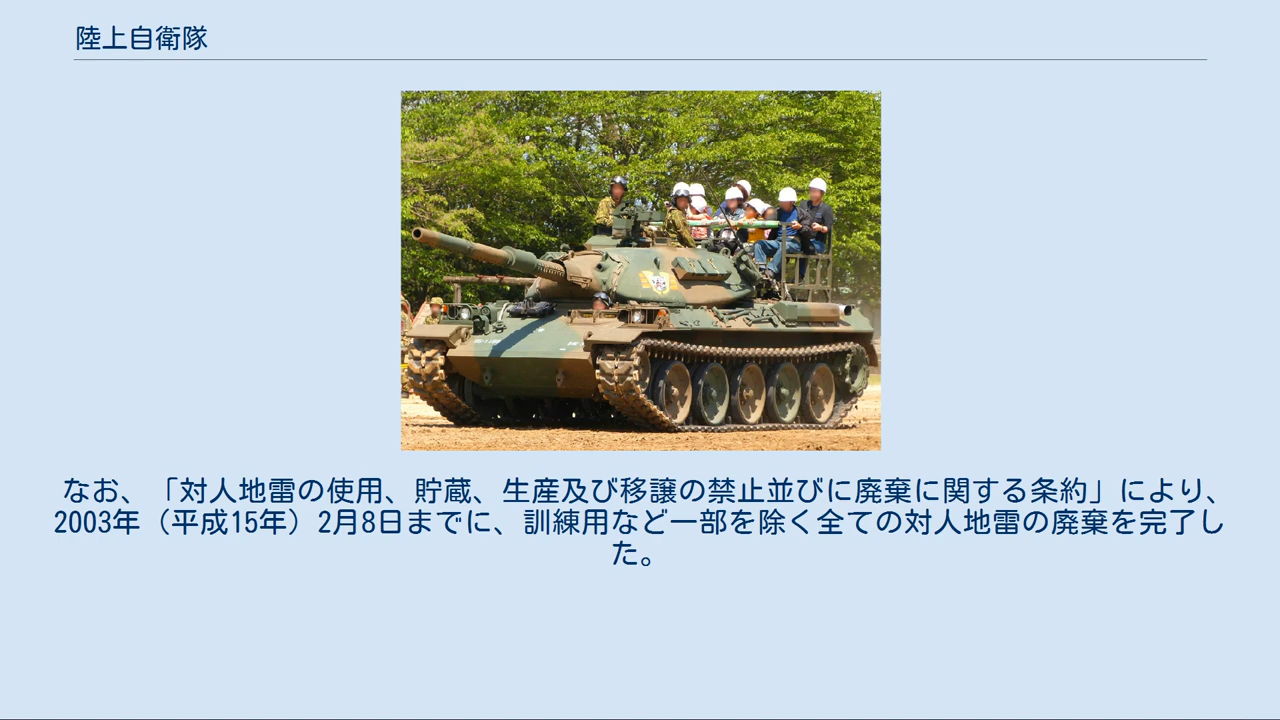 陸上自衛隊
なお、「対人地雷の使用、貯蔵、生産及び移譲の禁止並びに廃棄に関する条約」により、
2003年（平成15年）2月8日までに、訓練用など一部を除く全ての対人地雷の廃棄を完了し
た。